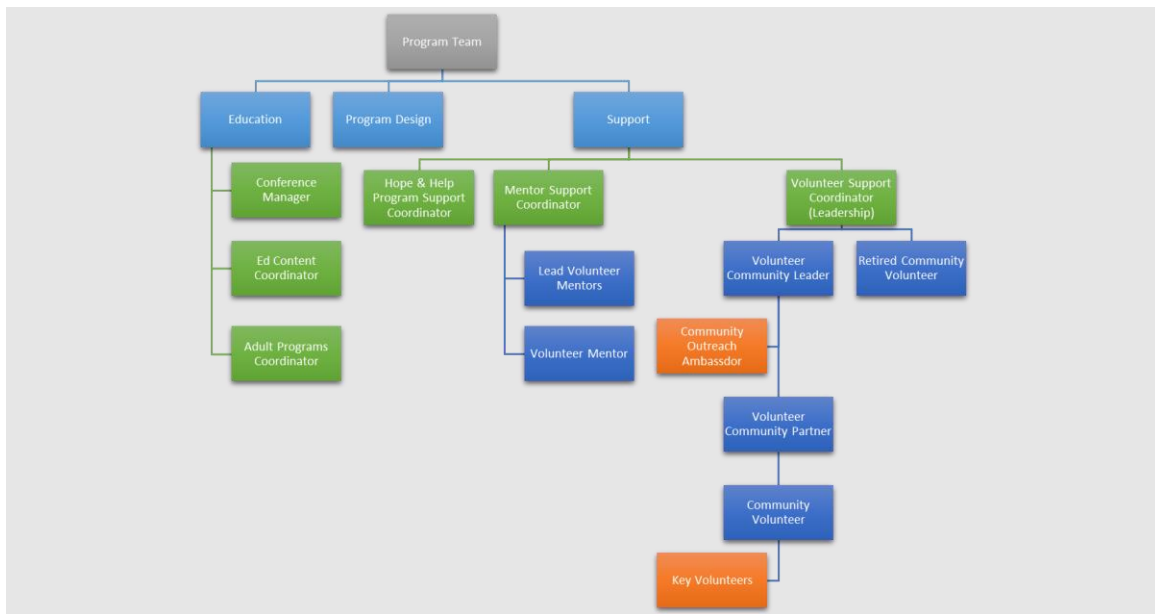 Program Team
Education
Program Design
Support
Conference
Manager
Ed Content
Coordinator
Adult Programs
Coordinator
Hope & Help
Program Support
Coordinator
Mentor Support
Coordinator
Lead Volunteer
Mentors
Volunteer Mentor
Volunteer Support
Coordinator
(Leadership)
Volunteer
Community Leader
Retired Community
Volunteer
Community
Outreach
Ambassdor
Volunteer
Community Partner
Community
Volunteer
Key Volunteers